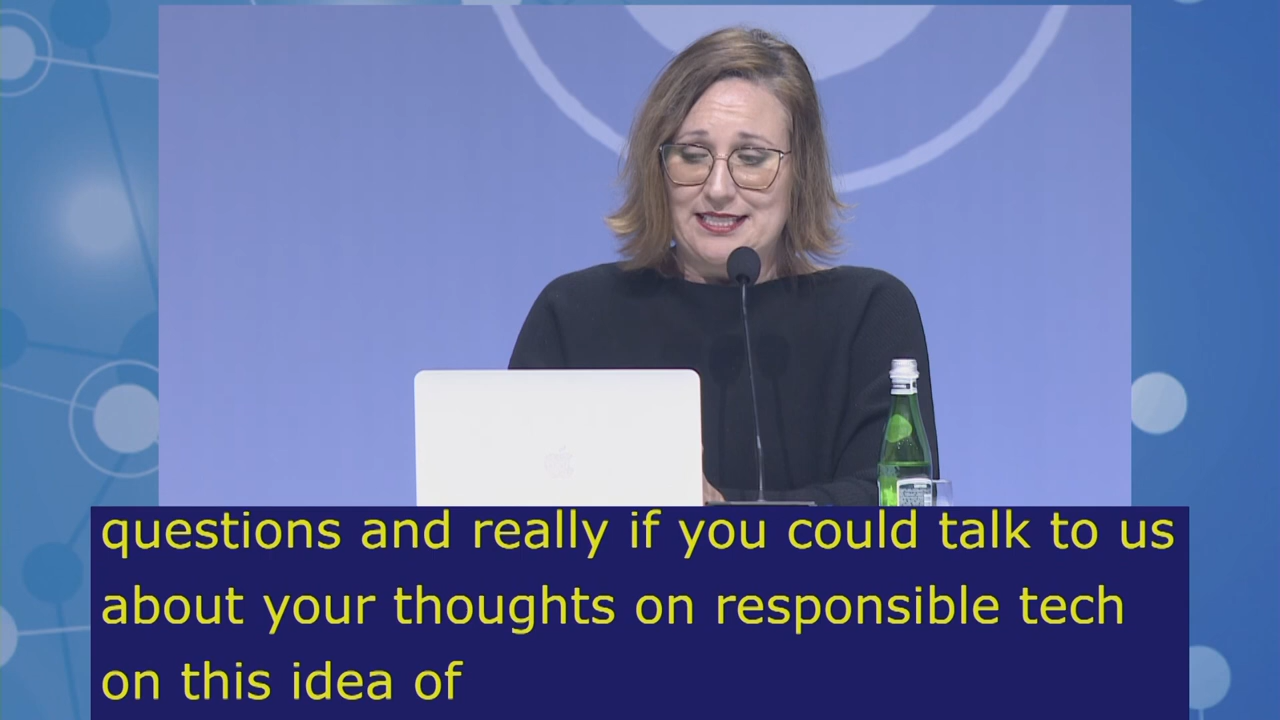 questions and really if you could talk to us
about your thoughts on responsible tech
on this idea of